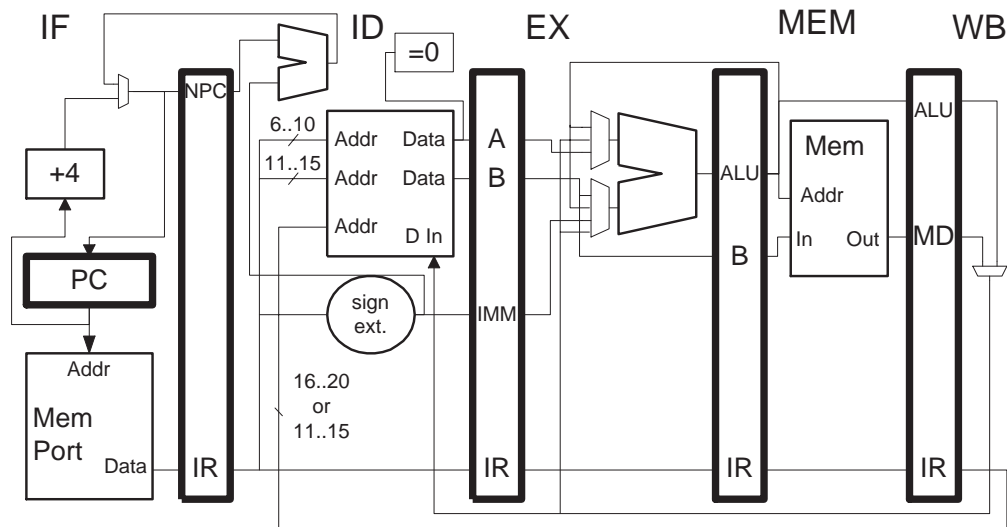 IF
ID
EX
MEM
WB
=0
NPC
+4
PC
Addr
Mem
Port
Data
IR
6..10
11..15
Addr
Data
Addr
Data
Addr
D In
sign
ext.
16..20
or
11..15
A
B
IMM
IR
ALU
B
IR
Mem
Addr
In
Out
ALU
MD
IR